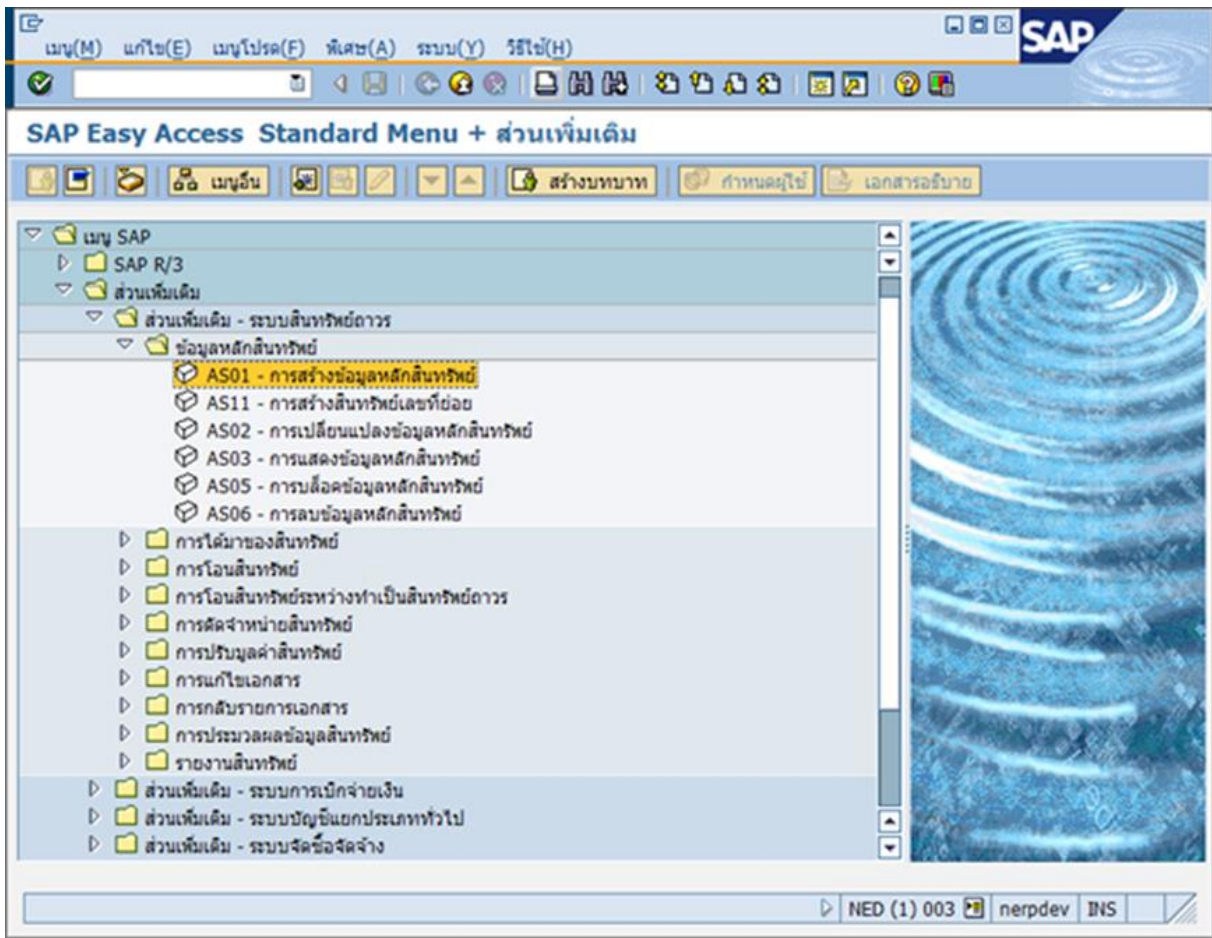 เมนู(M) แก้ไข(E) เมนูโปรด(F) พิเศษ(A) ระบบ(Y) วิธีใช้(H)
SAP
SAP Easy Access Standard Menu + ส่วนเพิ่มเติม
เมนูอื่น สร้างบทบาท กำหนดผู้ใช้ เอกสารอธิบาย
เมนู SAP
SAP R/3
ส่วนเพิ่มเติม
ส่วนเพิ่มเติม - ระบบสินทรัพย์ถาวร
ข้อมูลหลักสินทรัพย์
AS01 - การสร้างข้อมูลหลักสินทรัพย์
AS11 - การสร้างสินทรัพย์เลขที่ย่อย
AS02 - การเปลี่ยนแปลงข้อมูลหลักสินทรัพย์
AS03 - การแสดงข้อมูลหลักสินทรัพย์
AS05 - การบล็อคข้อมูลหลักสินทรัพย์
AS06 - การลบข้อมูลหลักสินทรัพย์
การได้มาของสินทรัพย์
การโอนสินทรัพย์
การโอนสินทรัพย์ระหว่างทำเป็นสินทรัพย์ถาวร
การตัดจำหน่ายสินทรัพย์
การปรับมูลค่าสินทรัพย์
การแก้ไขเอกสาร
การกลับรายการเอกสาร
การประมวลผลข้อมูลสินทรัพย์
รายงานสินทรัพย์
ส่วนเพิ่มเติม - ระบบการเบิกจ่ายเงิน
ส่วนเพิ่มเติม - ระบบบัญชีแยกประเภททั่วไป
ส่วนเพิ่มเติม - ระบบจัดซื้อจัดจ้าง
NED (1) 003 nerpdev INS